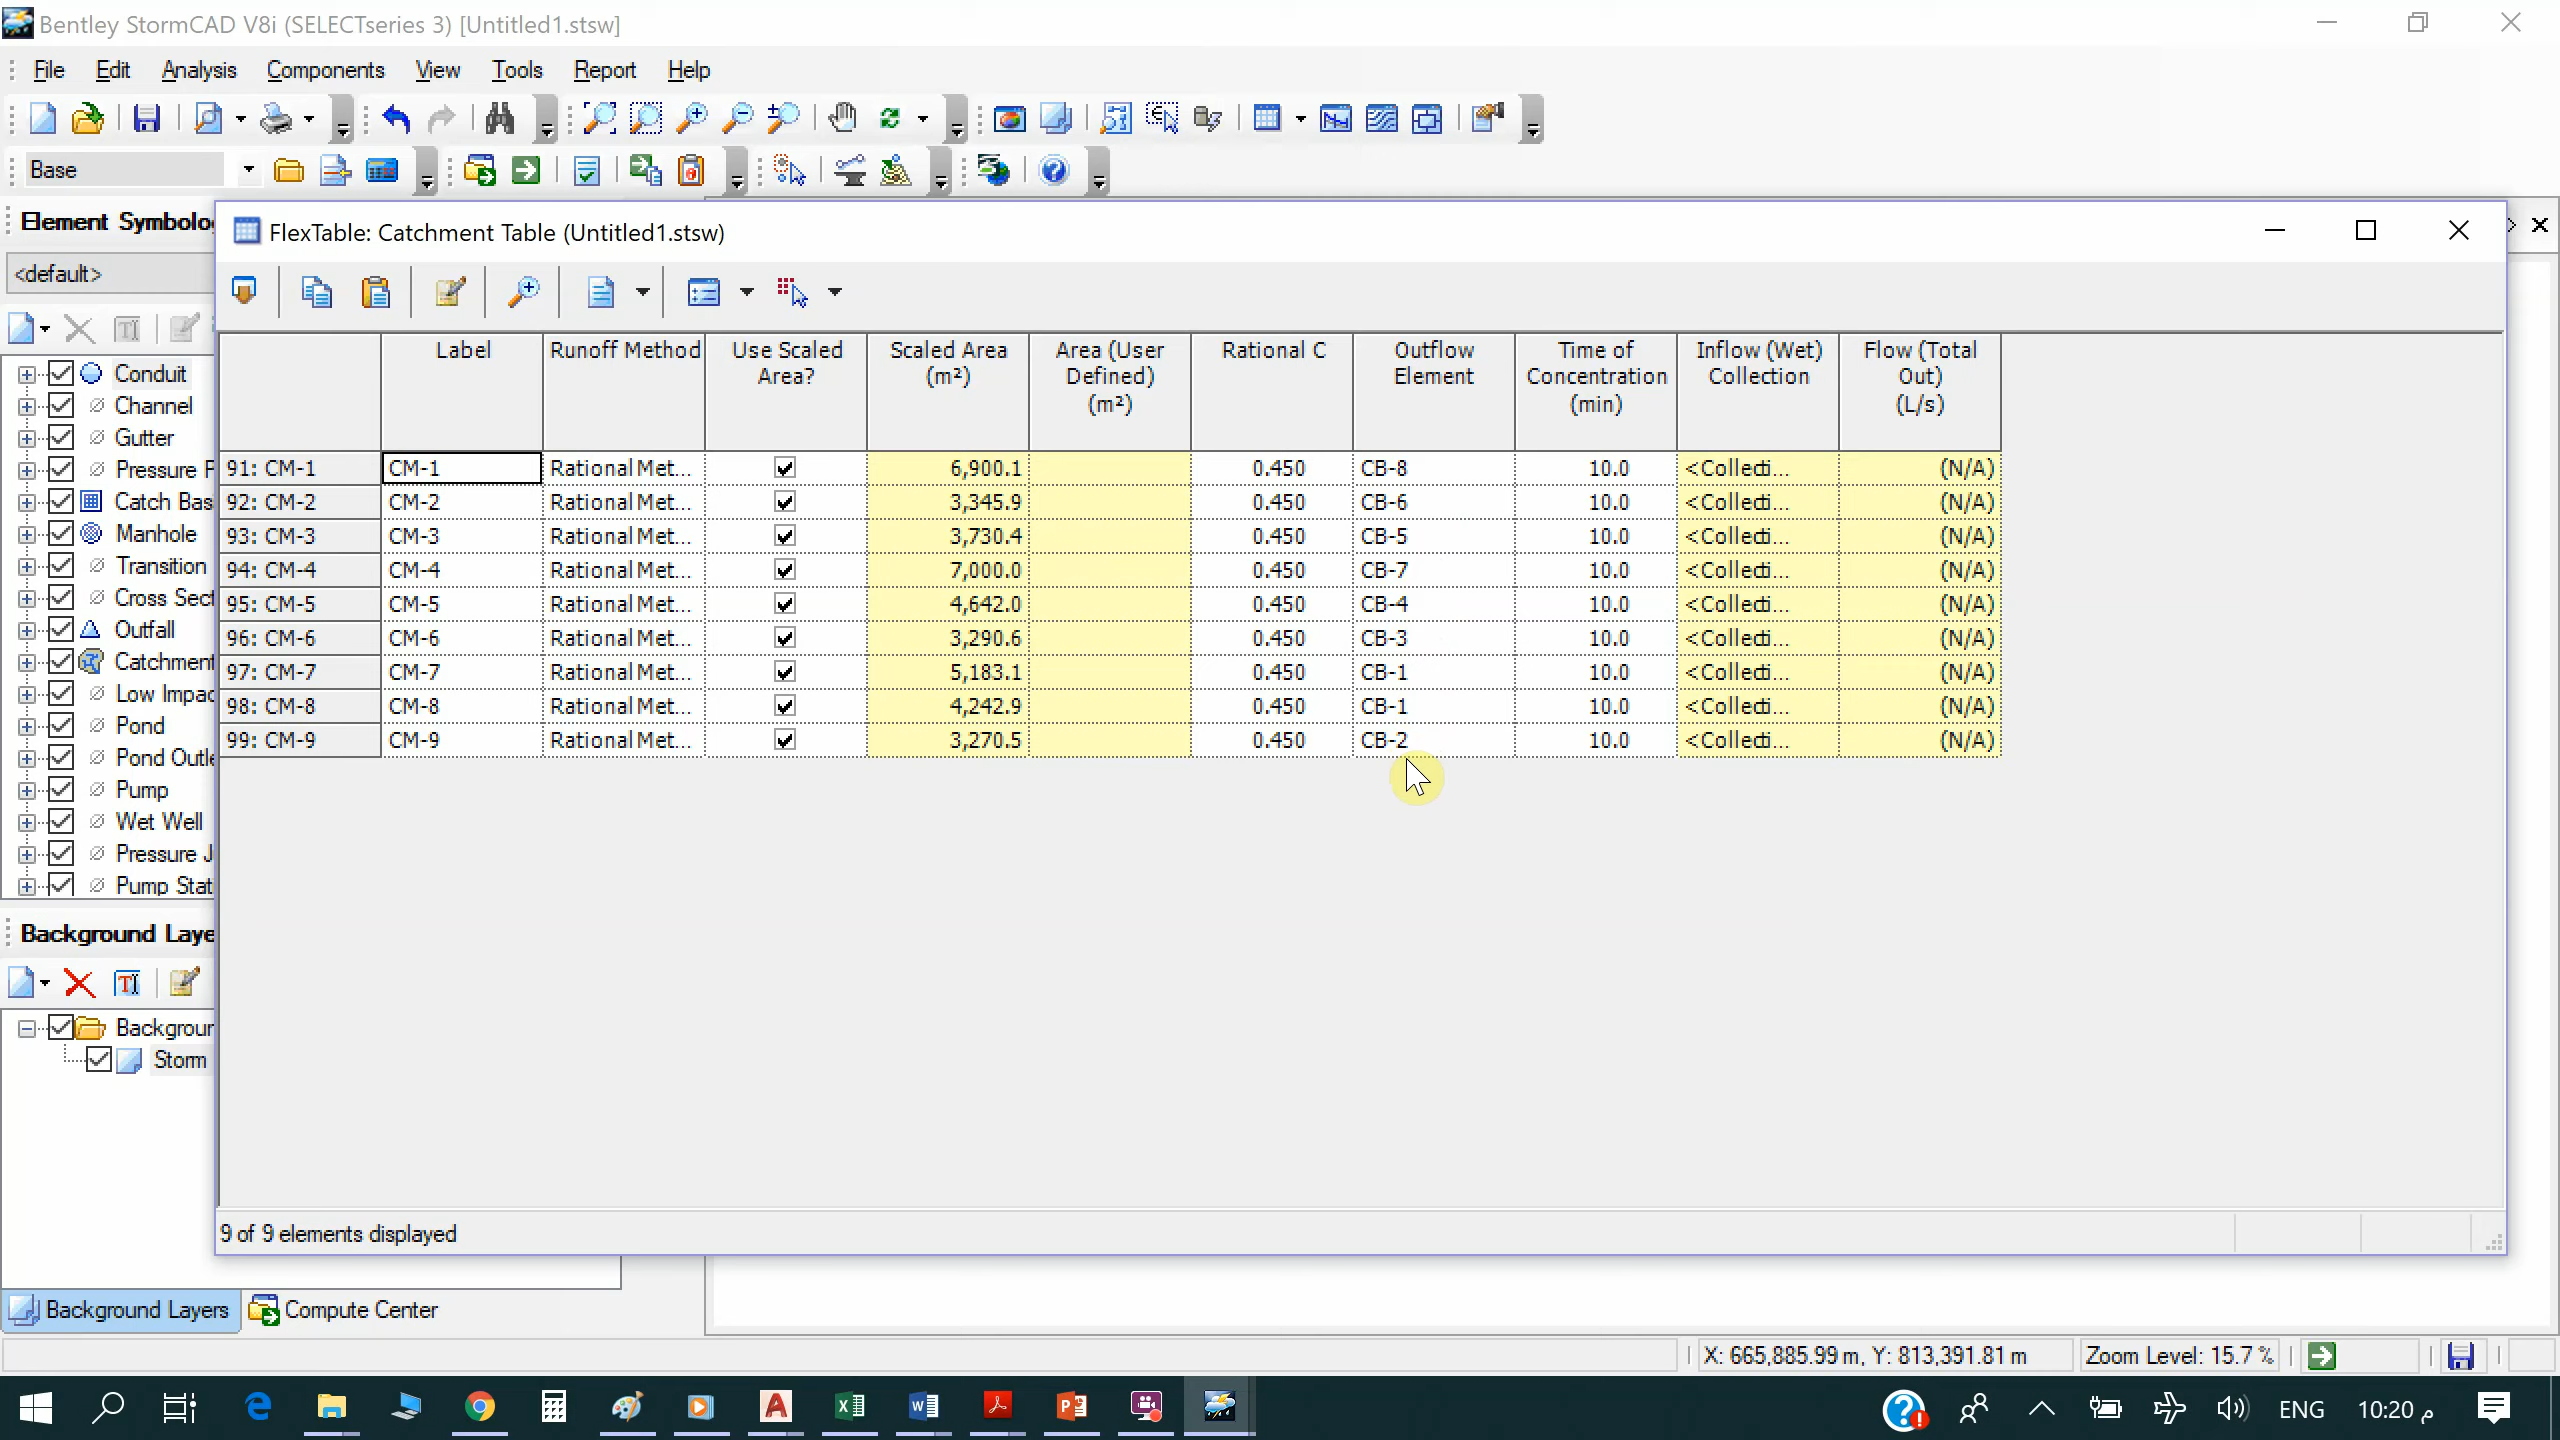 Bentley StormCAD V8i (SELECTseries 3) [Untitled1.stsw]
File Edit Analysis Components View Tools Report Help
Base
Element Symbolo
<default>
Conduit
Channel
Gutter
Pressure P
Catch Bas
Manhole
Transition
Cross Sect
Outfall
Catchment
Low Impac
Pond
Pond Outle
Pump
Wet Well
Pressure J
Pump Stat
Background Laye
Backgroun
Storm
FlexTable: Catchment Table (Untitled1.stsw)
Label Runoff Method Use Scaled Area? Scaled Area (m²) Area (User Defined) (m²) Rational C Outflow Element Time of Concentration (min) Inflow (Wet) Collection Flow (Total Out) (L/s)
91: CM-1 CM-1 Rational Met... 6,900.1 0.450 CB-8 10.0 <Collecti... (N/A)
92: CM-2 CM-2 Rational Met... 3,345.9 0.450 CB-6 10.0 <Collecti... (N/A)
93: CM-3 CM-3 Rational Met... 3,730.4 0.450 CB-5 10.0 <Collecti... (N/A)
94: CM-4 CM-4 Rational Met... 7,000.0 0.450 CB-7 10.0 <Collecti... (N/A)
95: CM-5 CM-5 Rational Met... 4,642.0 0.450 CB-4 10.0 <Collecti... (N/A)
96: CM-6 CM-6 Rational Met... 3,290.6 0.450 CB-3 10.0 <Collecti... (N/A)
97: CM-7 CM-7 Rational Met... 5,183.1 0.450 CB-1 10.0 <Collecti... (N/A)
98: CM-8 CM-8 Rational Met... 4,242.9 0.450 CB-1 10.0 <Collecti... (N/A)
99: CM-9 CM-9 Rational Met... 3,270.5 0.450 CB-2 10.0 <Collecti... (N/A)
9 of 9 elements displayed
Background Layers Compute Center
X: 665,885.99 m, Y: 813,391.81 m Zoom Level: 15.7 %
ENG 10:20 م